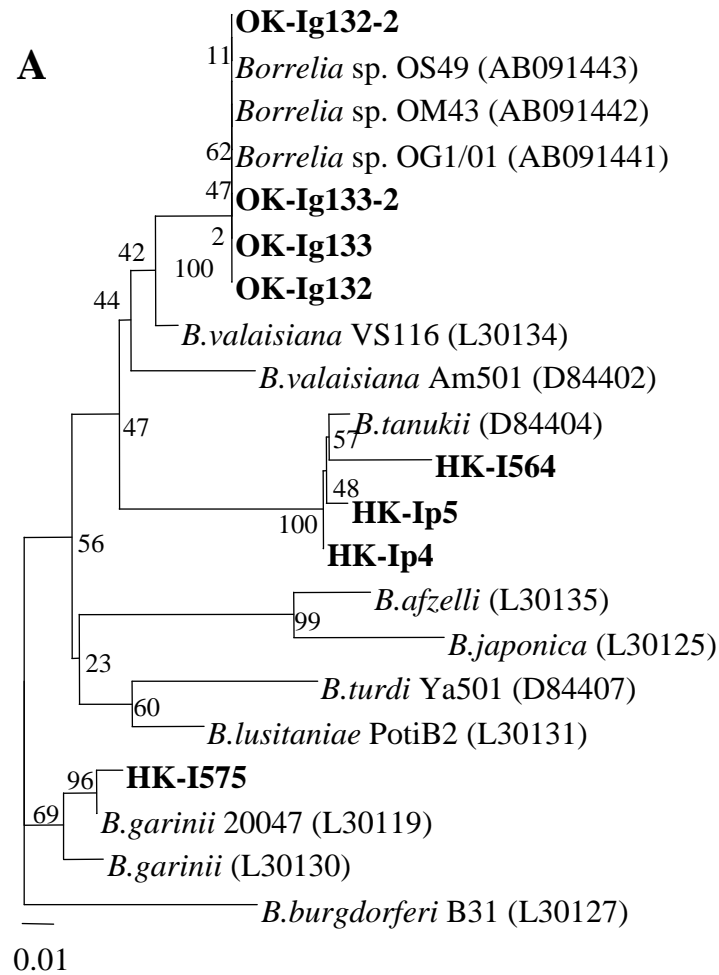 OK-Ig132-2
A
11
Borrelia sp. OS49 (AB091443)
Borrelia sp. OM43 (AB091442)
62
Borrelia sp. OG1/01 (AB091441)
47
OK-Ig133-2
2
OK-Ig133
42
100
OK-Ig132
44
B.valaisiana VS116 (L30134)
B.valaisiana Am501 (D84402)
47
B.tanukii (D84404)
57
HK-I564
48
HK-Ip5
100
HK-Ip4
56
B.afzelli (L30135)
99
B.japonica (L30125)
23
B.turdi Ya501 (D84407)
60
B.lusitaniae PotiB2 (L30131)
96
HK-I575
69
B.garinii 20047 (L30119)
B.garinii (L30130)
B.burgdorferi B31 (L30127)
0.01